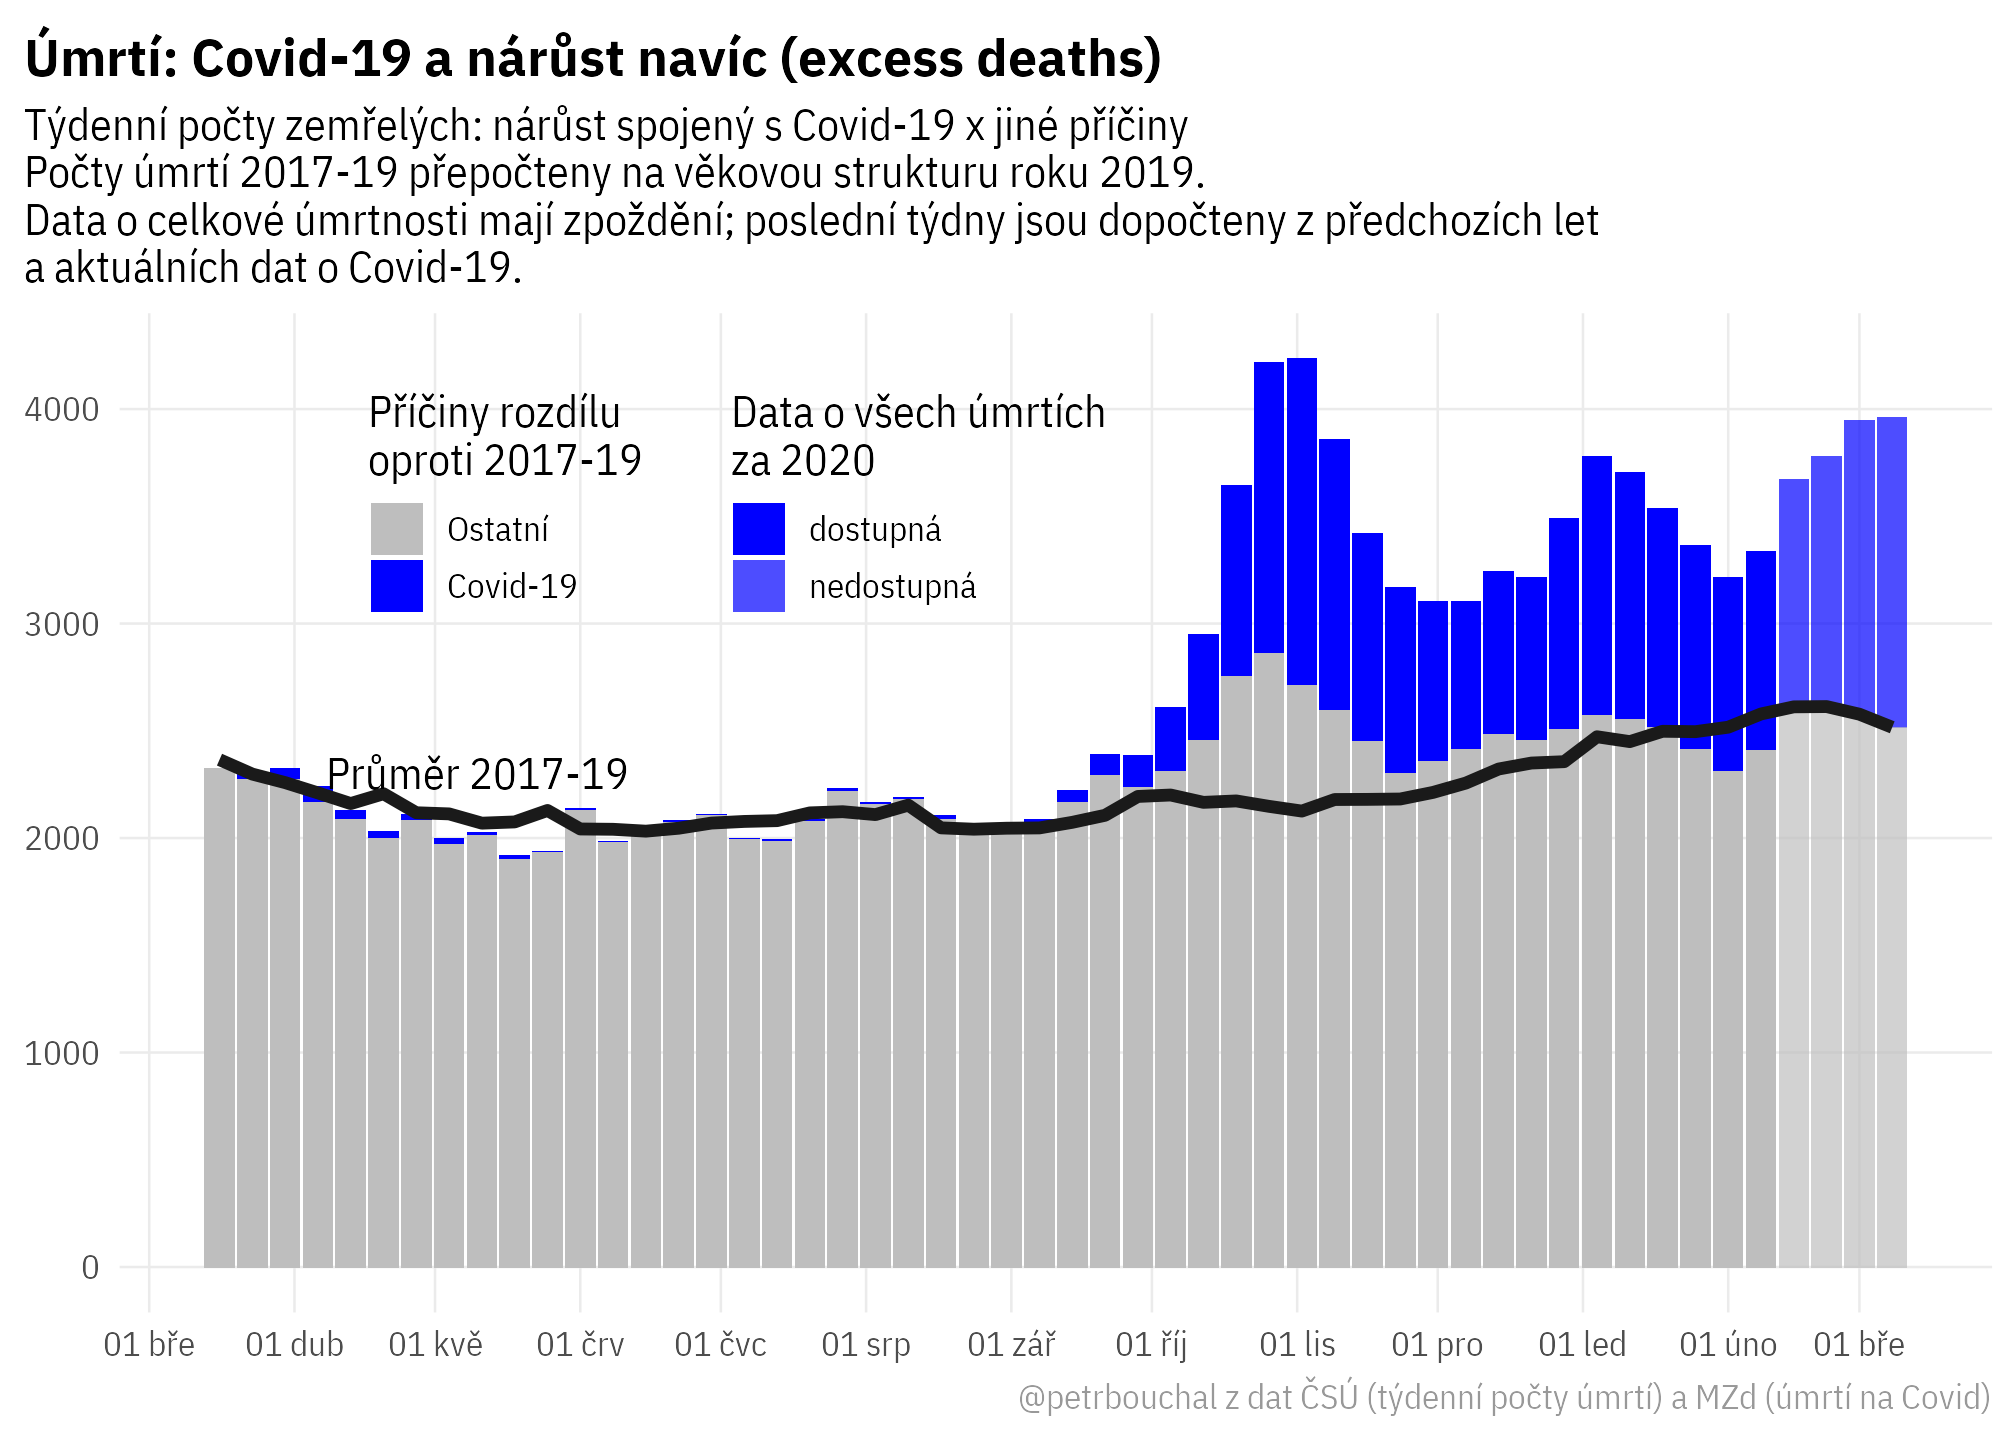 Úmrtí: Covid-19 a nárůst navíc (excess deaths)
Týdenní počty zemřelých: nárůst spojený s Covid-19 x jiné příčiny
Počty úmrtí 2017-19 přepočteny na věkovou strukturu roku 2019.
Data o celkové úmrtnosti mají zpoždění; poslední týdny jsou dopočteny z předchozích let
a aktuálních dat o Covid-19.
Příčiny rozdílu
oproti 2017-19
Ostatní
Covid-19
Data o všech úmrtích
za 2020
dostupná
nedostupná
Průměr 2017-19
4000
3000
2000
1000
0
01 bře
01 dub
01 kvě
01 črv
01 čvc
01 srp
01 zář
01 říj
01 lis
01 pro
01 led
01 úno
01 bře
@petrbouchal z dat ČSÚ (týdenní počty úmrtí) a MZd (úmrtí na Covid)